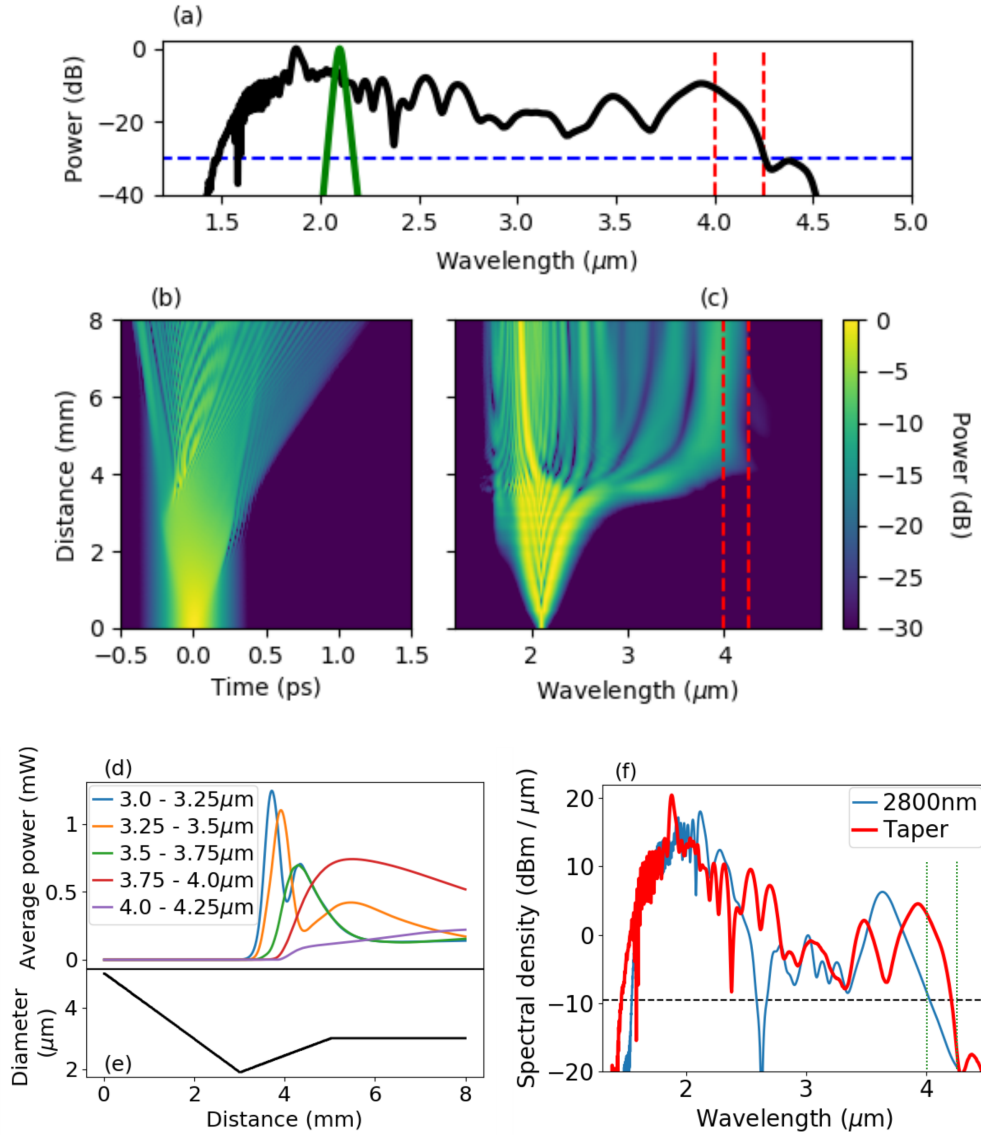 (a)
Power (dB)
0
−20
−40
1.5 2.0 2.5 3.0 3.5 4.0 4.5 5.0
Wavelength (μm)
(b)
(c)
Distance (mm)
8
6
4
2
0
−0.5 0.0 0.5 1.0 1.5
Time (ps)
2 3 4
Wavelength (μm)
0
−5
−10
−15
−20
−25
−30
Power (dB)
(d)
Average power (mW)
1
0.5
0
3.0 - 3.25μm
3.25 - 3.5μm
3.5 - 3.75μm
3.75 - 4.0μm
4.0 - 4.25μm
Diameter
(μm)
4
2
(e)
0 2 4 6 8
Distance (mm)
(f)
Spectral density (dBm / μm)
20
10
0
−10
−20
2800nm
Taper
2 3 4
Wavelength (μm)